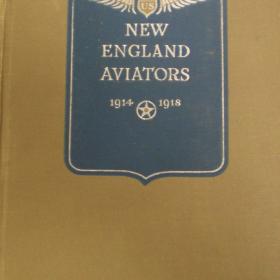 US
NEW
ENGLAND
AVIATORS
1914 1918